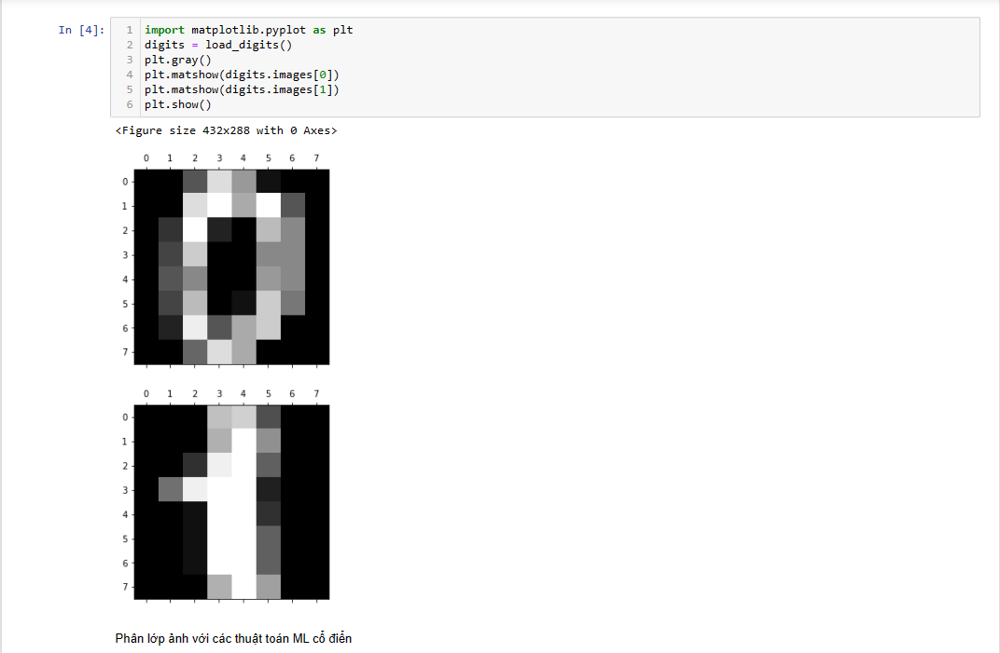 In [4]:
1 import matplotlib.pyplot as plt
2 digits = load_digits()
3 plt.gray()
4 plt.matshow(digits.images[0])
5 plt.matshow(digits.images[1])
6 plt.show()
<Figure size 432x288 with 0 Axes>
0 1 2 3 4 5 6 7
0
1
2
3
4
5
6
7
0 1 2 3 4 5 6 7
0
1
2
3
4
5
6
7
Phân lớp ảnh với các thuật toán ML cổ điển